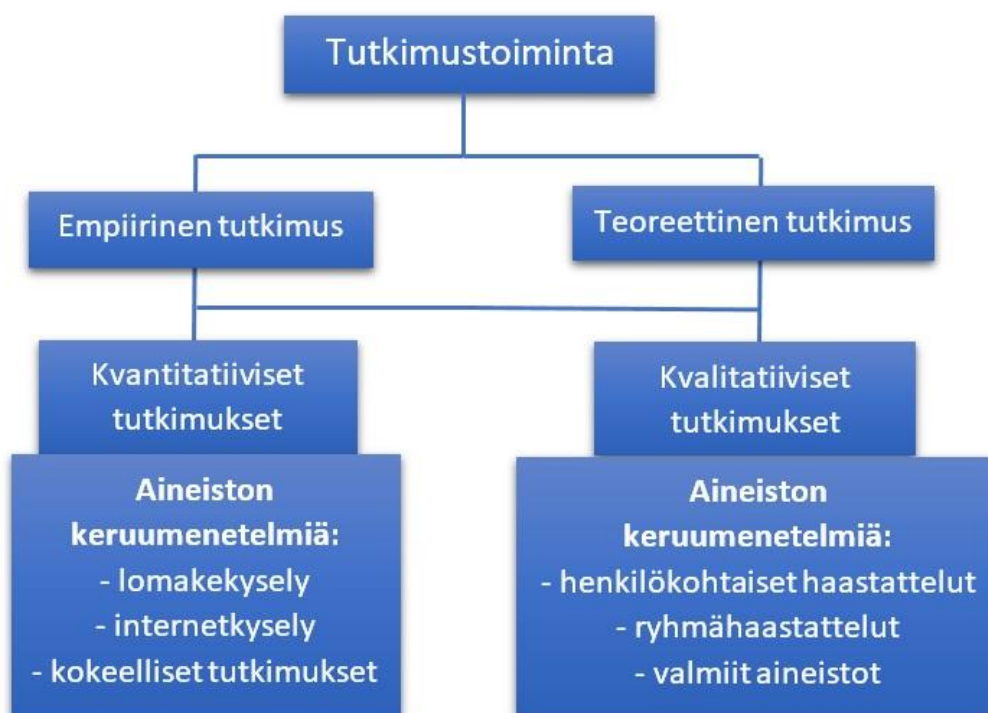 Tutkimustoiminta
Empiirinen tutkimus
Teoreettinen tutkimus
Kvantitatiiviset
tutkimukset
Kvalitatiiviset
tutkimukset
Aineiston
keruumenetelmiä:
- lomakekysely
- internetkysely
- kokeelliset tutkimukset
Aineiston
keruumenetelmiä:
- henkilökohtaiset haastattelut
- ryhmähaastattelut
- valmiit aineistot